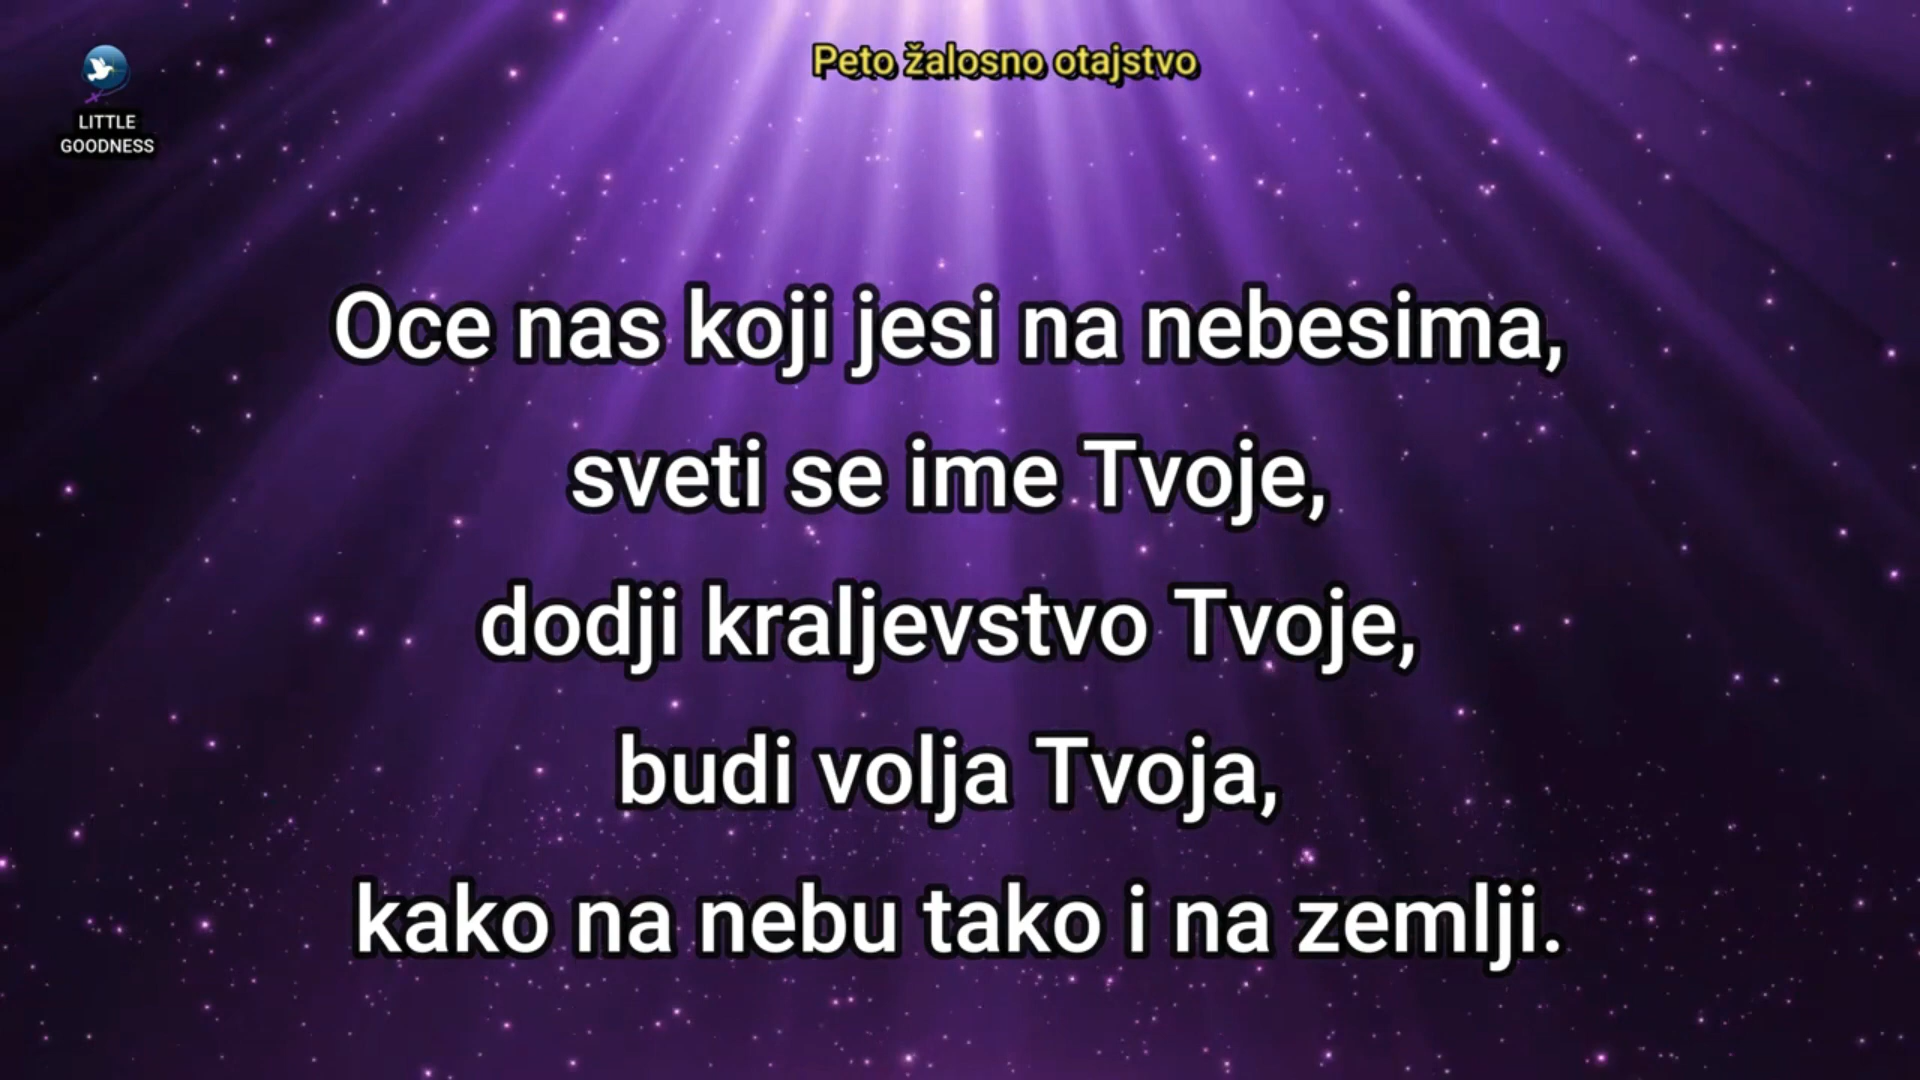 Peto žalosno otajstvo
LITTLE
GOODNESS
Oce nas koji jesi na nebesima,
sveti se ime Tvoje,
dodji kraljevstvo Tvoje,
budi volja Tvoja,
kako na nebu tako i na zemlji.